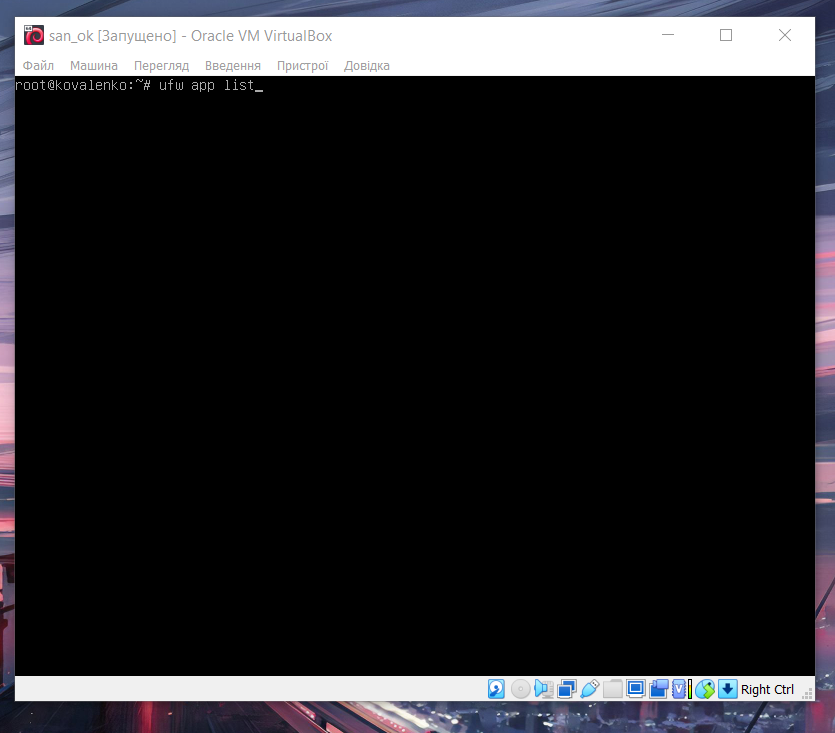 san_ok [Запущено] - Oracle VM VirtualBox
Файл Машина Перегляд Введення Пристрої Довідка
root@kovalenko:~# ufw app list_
Right Ctrl